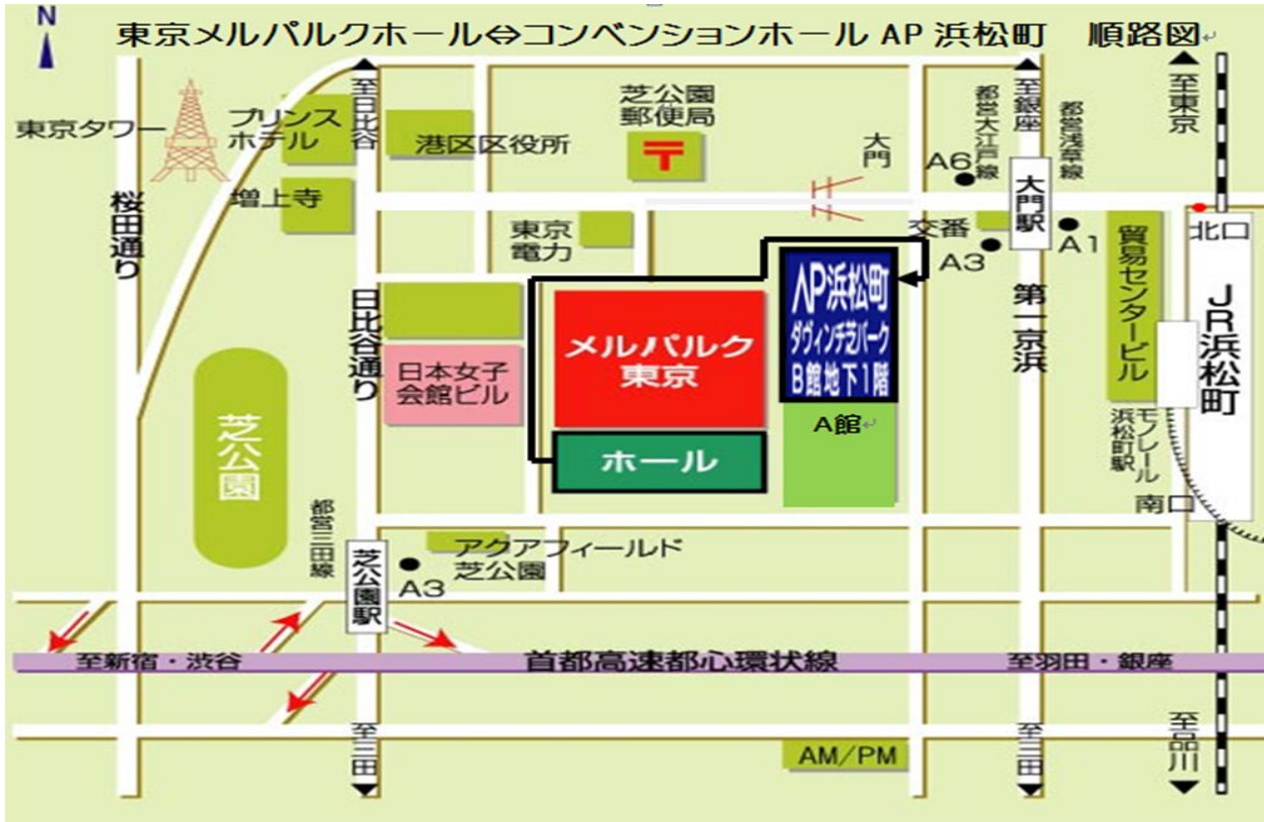 N
東京メルパルクホール⇔コンベンションホール AP 浜松町　順路図
至日比谷
至銀座
至東京
東京タワー
プリンス
ホテル
港区区役所
芝公園
郵便局
〒
大門
都営大江戸線
都営浅草線
A6
大門駅
増上寺
桜田通り
東京
電力
交番
A3
A1
北口
貿易センタービル
JR浜松町
日比谷通り
第一京浜
AP浜松町
ダヴィンチ芝パーク
B館地下1階
メルパルク
東京
日本女子
会館ビル
A館
ホール
芝公園
モノレール
浜松町駅
南口
都営三田線
芝公園駅
A3
アクアフィールド
芝公園
至新宿・渋谷
首都高速都心環状線
至羽田・銀座
至三田
至三田
至品川
AM/PM